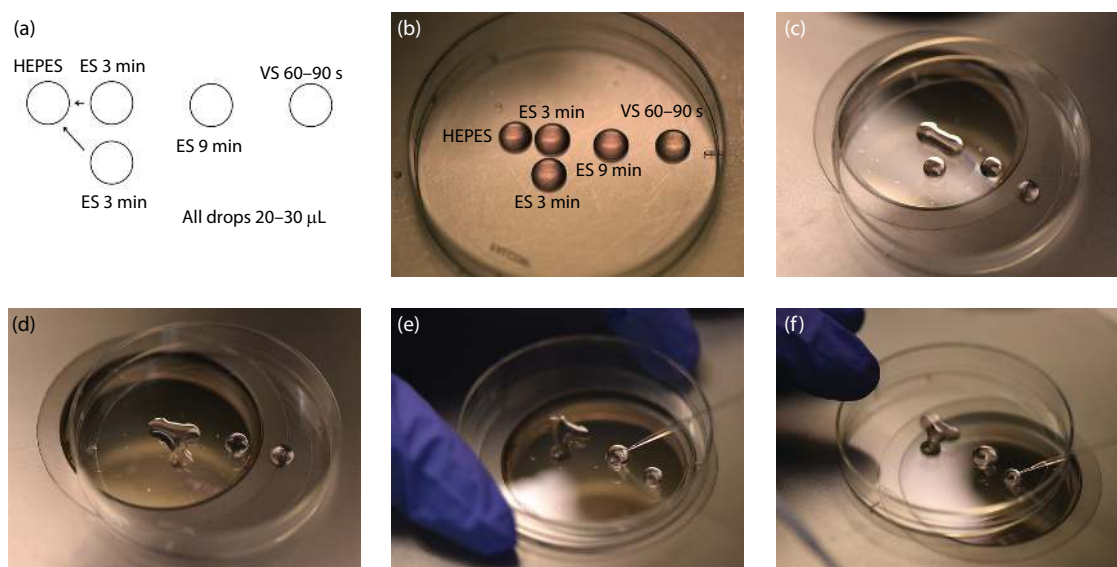 (a)
HEPES
ES 3 min
VS 60–90 s
ES 9 min
ES 3 min
All drops 20–30 μL
(b)
ES 3 min
VS 60–90 s
HEPES
ES 9 min
ES 3 min
(c)
(d)
(e)
(f)